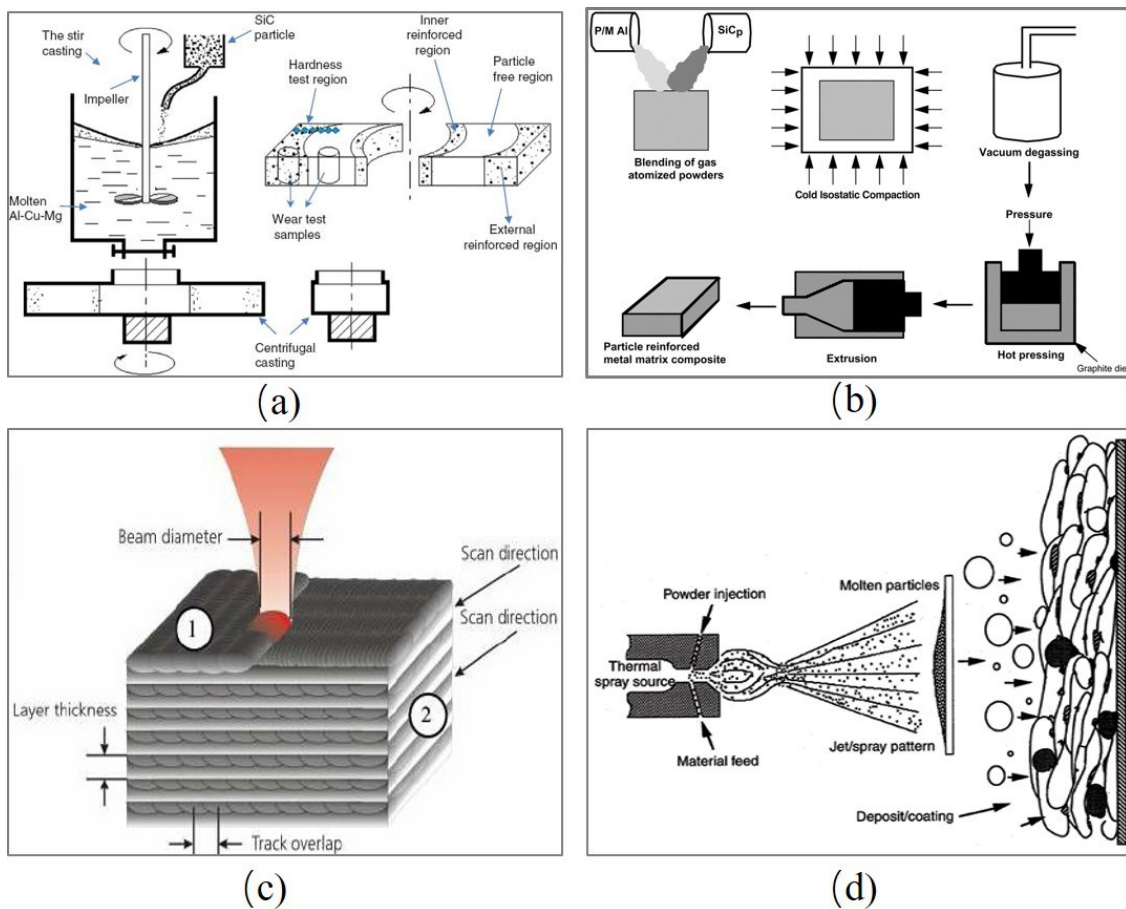 The stir
casting
SiC
particle
Impeller
Hardness
test region
Inner
reinforced
region
Particle
free region
Molten
Al-Cu-Mg
Wear test
samples
External
reinforced region
Centrifugal
casting
(a)
P/M Al
SiCp
Blending of gas
atomized powders
Cold Isostatic Compaction
Vacuum degassing
Pressure
Particle reinforced
metal matrix composite
Extrusion
Hot pressing
Graphite die
(b)
Beam diameter
Scan direction
Scan direction
1
2
Layer thickness
Track overlap
(c)
Powder injection
Molten particles
Thermal
spray source
Material feed
Jet/spray pattern
Deposit/coating
(d)